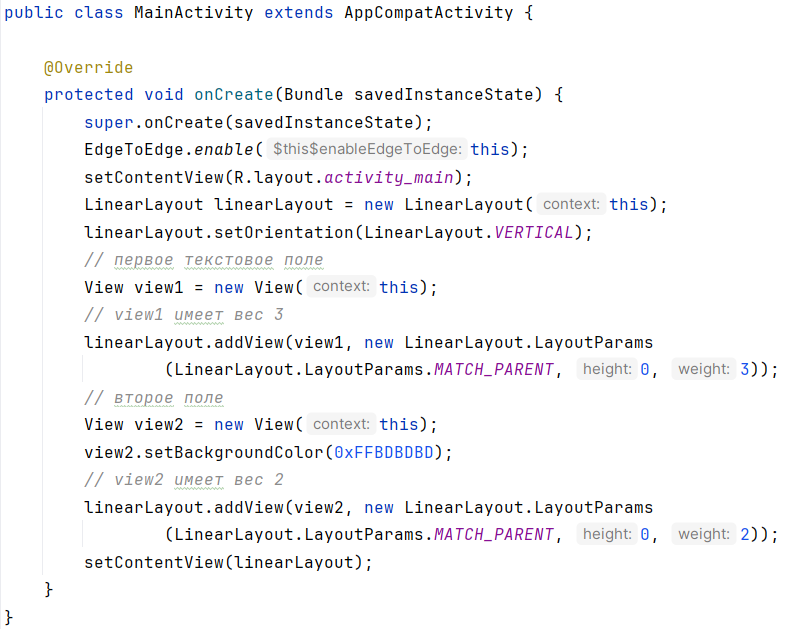 public class MainActivity extends AppCompatActivity {
@Override
protected void onCreate(Bundle savedInstanceState) {
super.onCreate(savedInstanceState);
EdgeToEdge.enable( $this$enableEdgeToEdge: this);
setContentView(R.layout.activity_main);
LinearLayout linearLayout = new LinearLayout( context: this);
linearLayout.setOrientation(LinearLayout.VERTICAL);
// первое текстовое поле
View view1 = new View( context: this);
// view1 имеет вес 3
linearLayout.addView(view1, new LinearLayout.LayoutParams
(LinearLayout.LayoutParams.MATCH_PARENT, height: 0, weight: 3));
// второе поле
View view2 = new View( context: this);
view2.setBackgroundColor(0xFFBDBDBD);
// view2 имеет вес 2
linearLayout.addView(view2, new LinearLayout.LayoutParams
(LinearLayout.LayoutParams.MATCH_PARENT, height: 0, weight: 2));
setContentView(linearLayout);
}
}